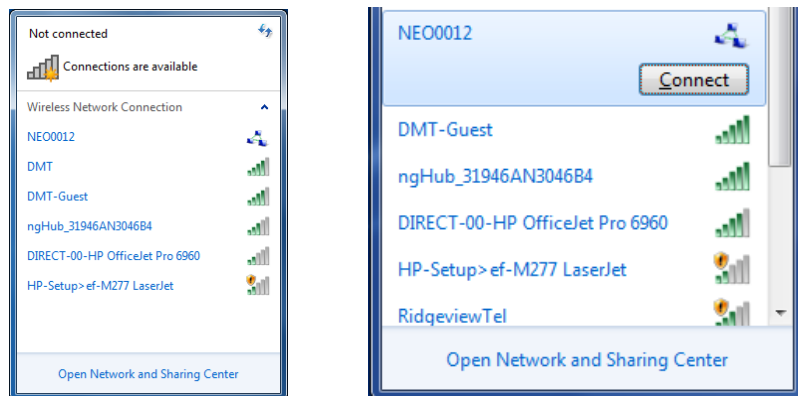 Not connected
Connections are available
Wireless Network Connection
NEO0012
DMT
DMT-Guest
ngHub_31946AN3046B4
DIRECT-00-HP OfficeJet Pro 6960
HP-Setup>ef-M277 LaserJet
Open Network and Sharing Center
NEO0012
Connect
DMT-Guest
ngHub_31946AN3046B4
DIRECT-00-HP OfficeJet Pro 6960
HP-Setup>ef-M277 LaserJet
RidgeviewTel
Open Network and Sharing Center